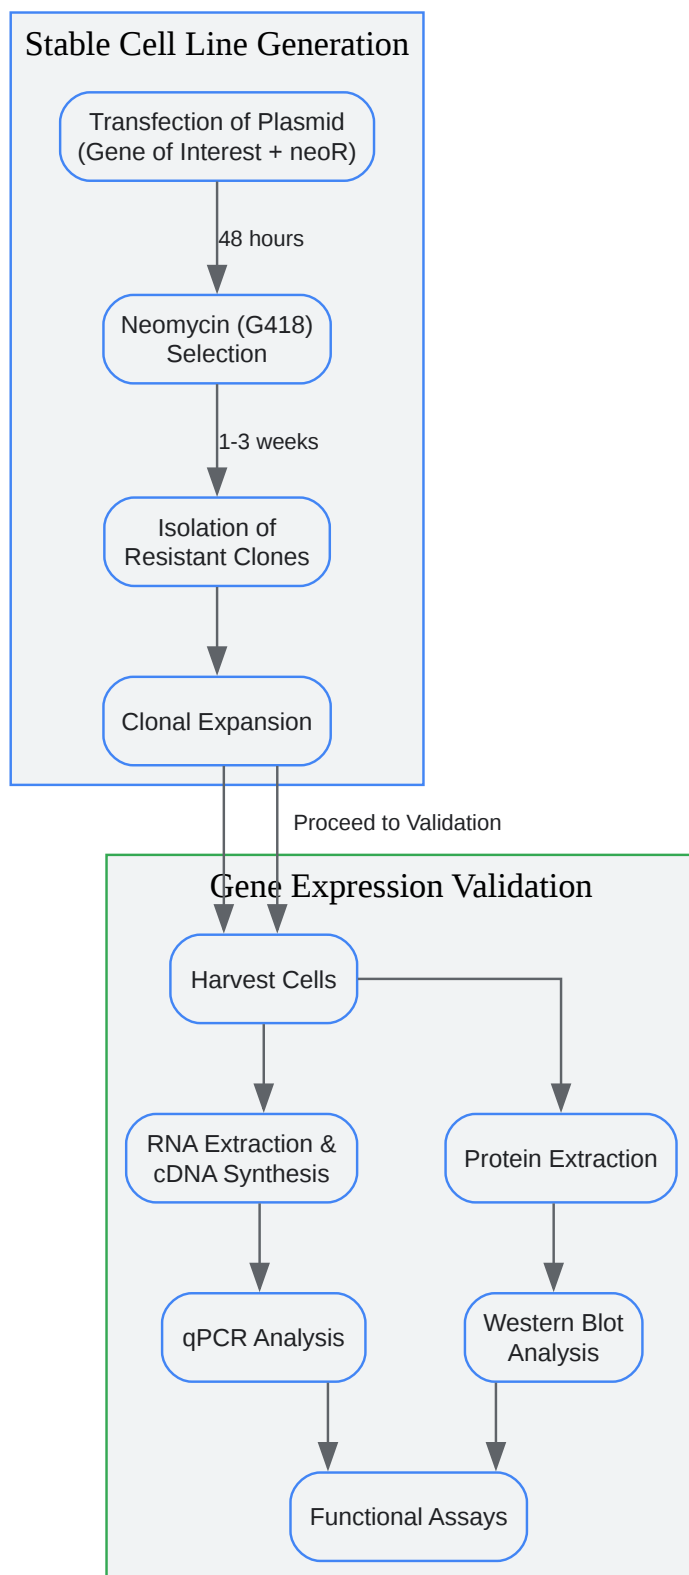 Stable Cell Line Generation
Transfection of Plasmid
(Gene of Interest + neoR)
48 hours
Neomycin (G418)
Selection
1-3 weeks
Isolation of
Resistant Clones
Clonal Expansion
Proceed to Validation
Gene Expression Validation
Harvest Cells
RNA Extraction &
cDNA Synthesis
Protein Extraction
qPCR Analysis
Western Blot
Analysis
Functional Assays